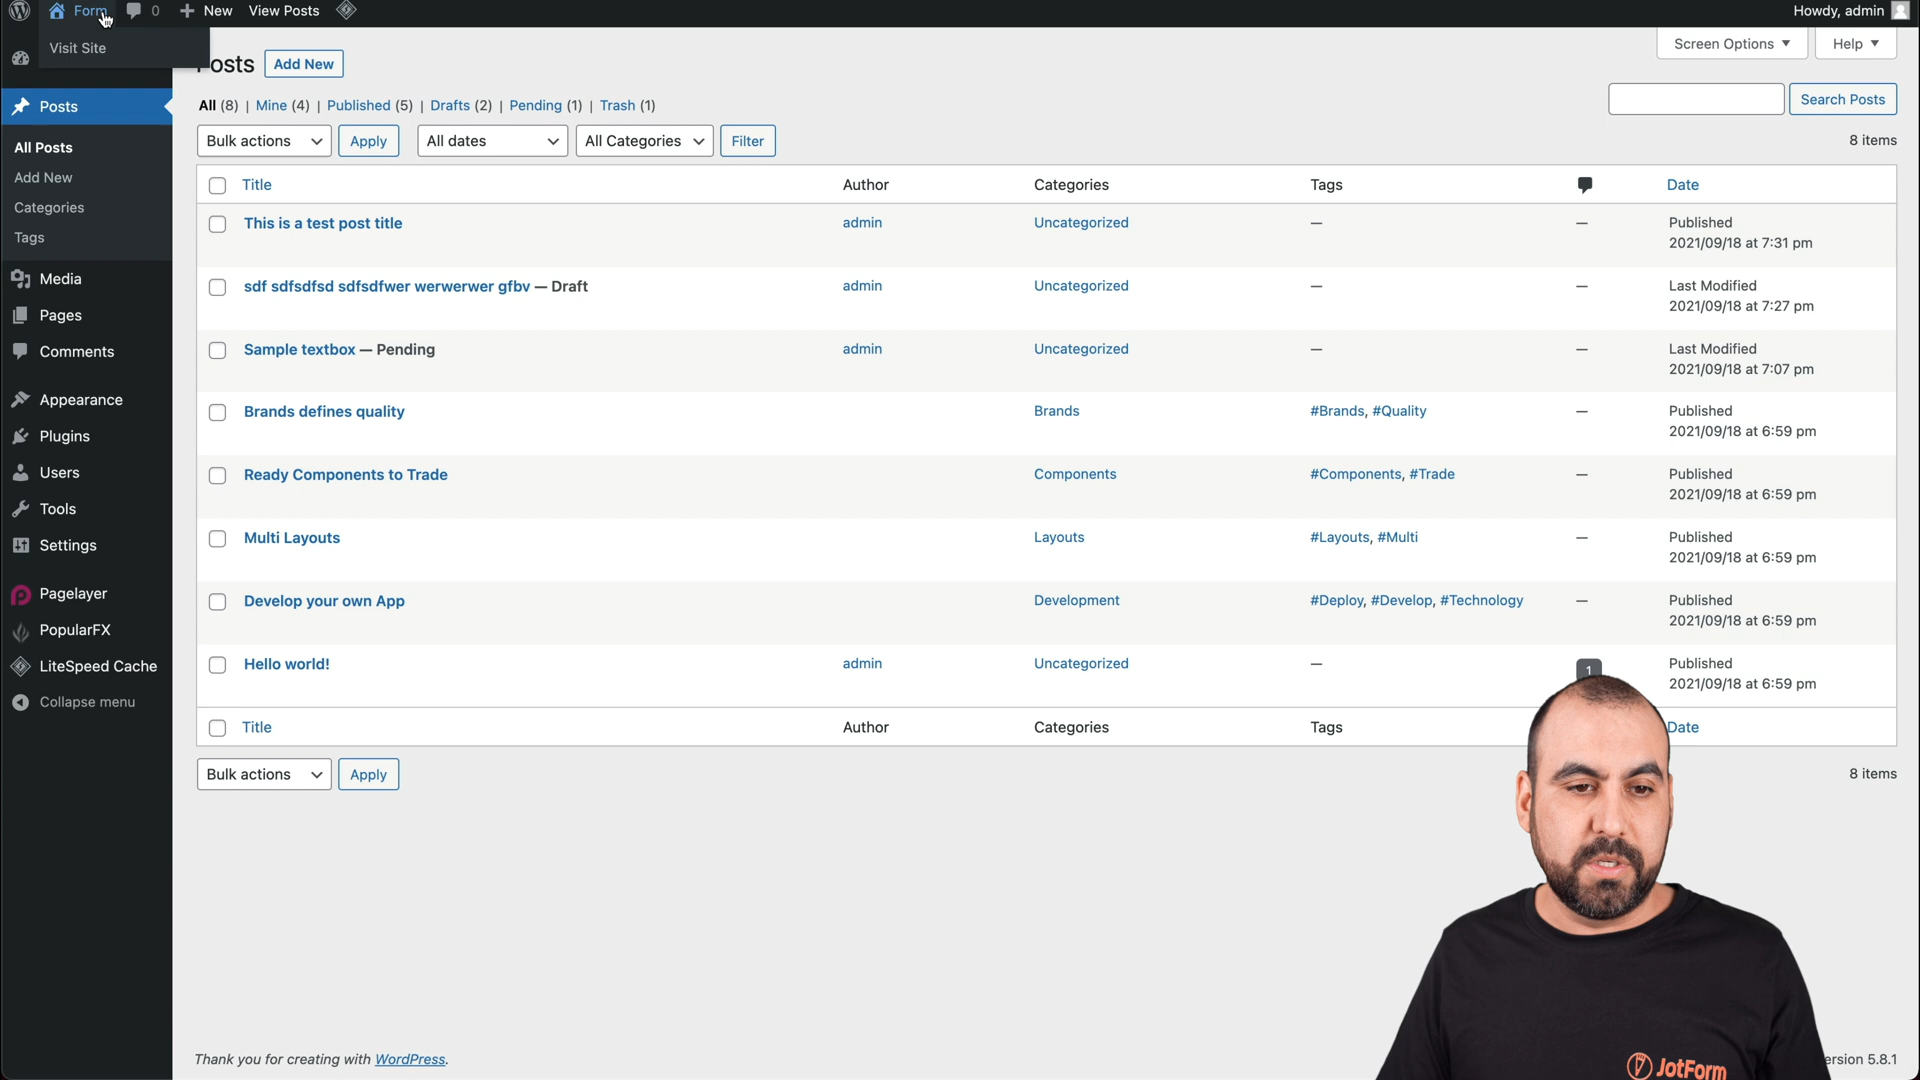 Form 0 New View Posts Howdy, admin
Visit Site
Screen Options Help
osts Add New
All (8) | Mine (4) | Published (5) | Drafts (2) | Pending (1) | Trash (1)
Search Posts
Bulk actions Apply All dates All Categories Filter 8 items
Posts
All Posts
Add New
Categories
Tags
Media
Pages
Comments
Appearance
Plugins
Users
Tools
Settings
Pagelayer
PopularFX
LiteSpeed Cache
Collapse menu
Title Author Categories Tags Date
This is a test post title admin Uncategorized — — Published
2021/09/18 at 7:31 pm
sdf sdfsdfsd sdfsdfwer werwerwer gfbv — Draft admin Uncategorized — — Last Modified
2021/09/18 at 7:27 pm
Sample textbox — Pending admin Uncategorized — — Last Modified
2021/09/18 at 7:07 pm
Brands defines quality Brands #Brands, #Quality — Published
2021/09/18 at 6:59 pm
Ready Components to Trade Components #Components, #Trade — Published
2021/09/18 at 6:59 pm
Multi Layouts Layouts #Layouts, #Multi — Published
2021/09/18 at 6:59 pm
Develop your own App Development #Deploy, #Develop, #Technology — Published
2021/09/18 at 6:59 pm
Hello world! admin Uncategorized — 1 Published
2021/09/18 at 6:59 pm
Title Author Categories Tags Date
Bulk actions Apply 8 items
Thank you for creating with WordPress.
JotForm
ersion 5.8.1